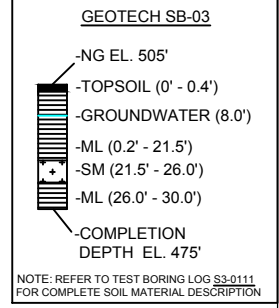 GEOTECH SB-03
-NG EL. 505'
-TOPSOIL (0' - 0.4')
-GROUNDWATER (8.0')
-ML (0.2' - 21.5')
-SM (21.5' - 26.0')
-ML (26.0' - 30.0')
-COMPLETION
DEPTH EL. 475'
NOTE: REFER TO TEST BORING LOG S3-0111
FOR COMPLETE SOIL MATERIAL DESCRIPTION